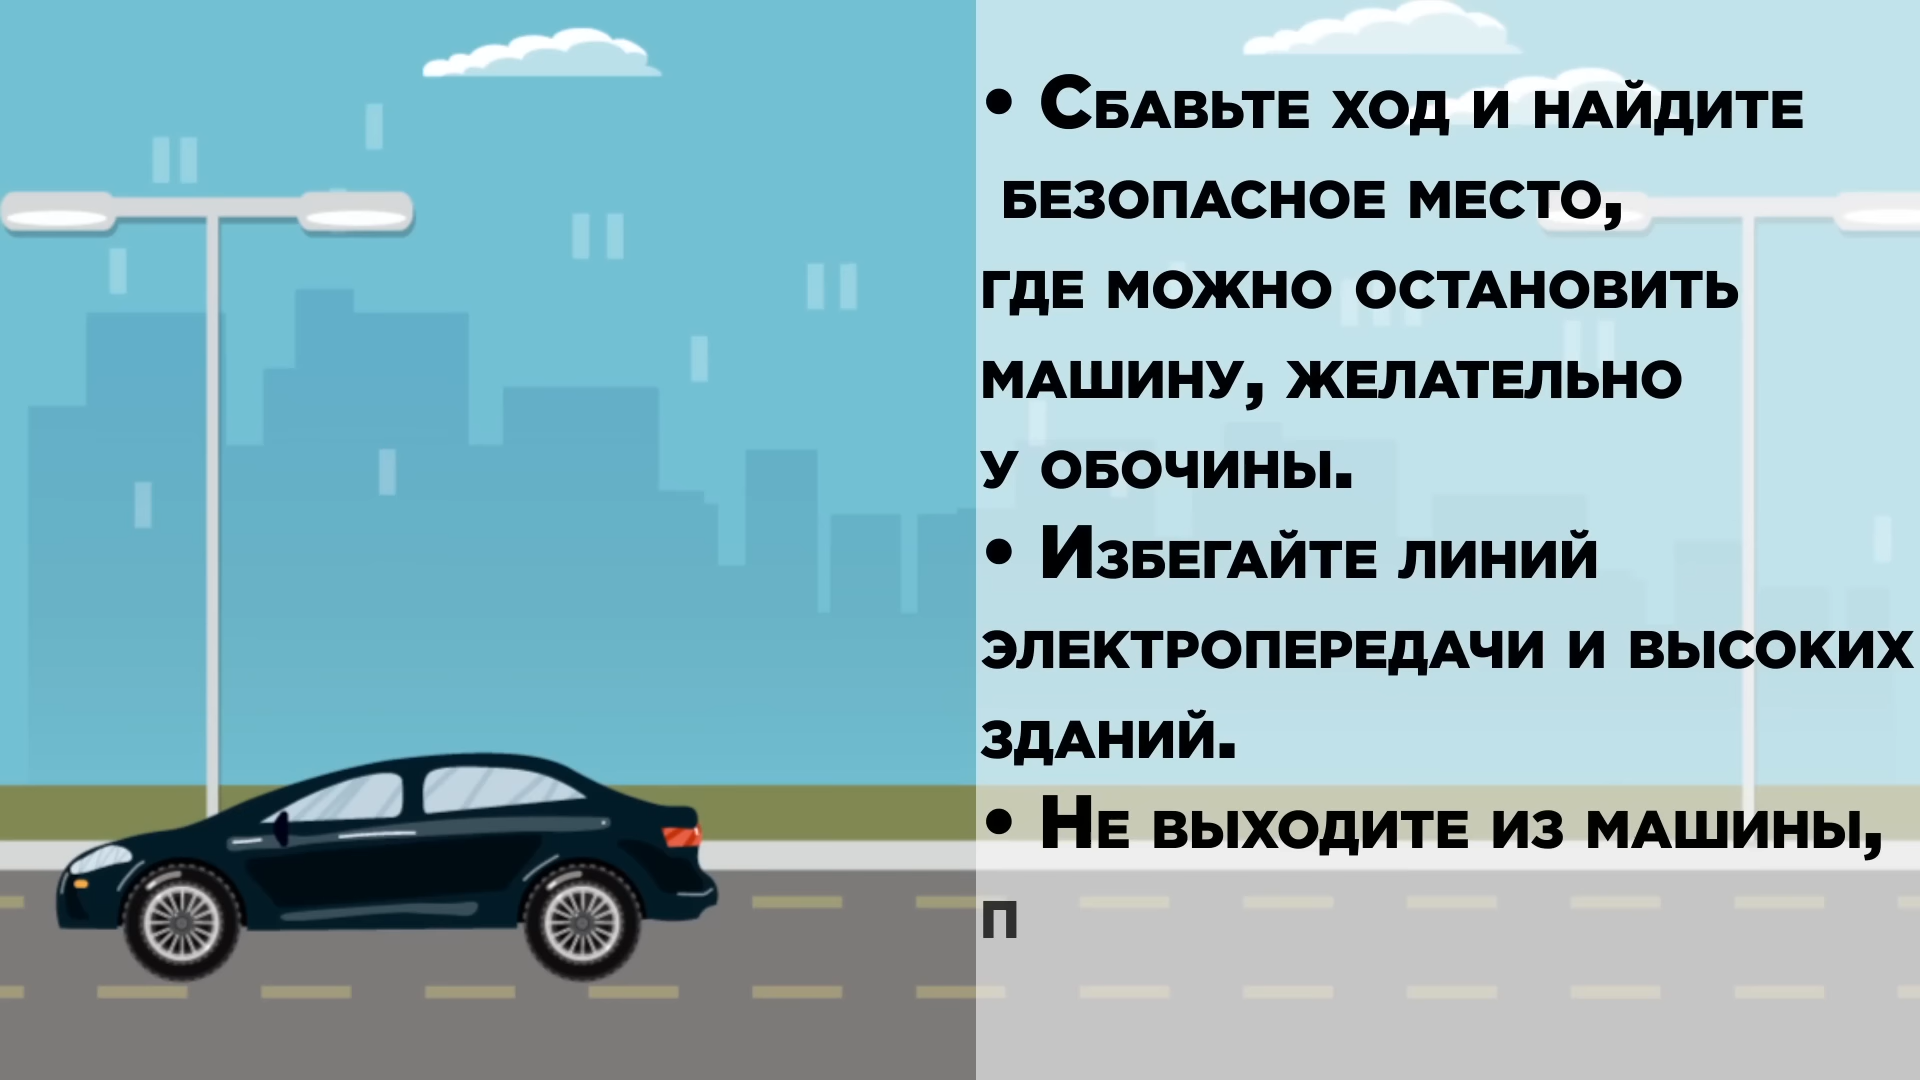 • Сбавьте ход и найдите
безопасное место,
где можно остановить
машину, желательно
у обочины.
• Избегайте линий
электропередачи и высоких
зданий.
• Не выходите из машины,
п